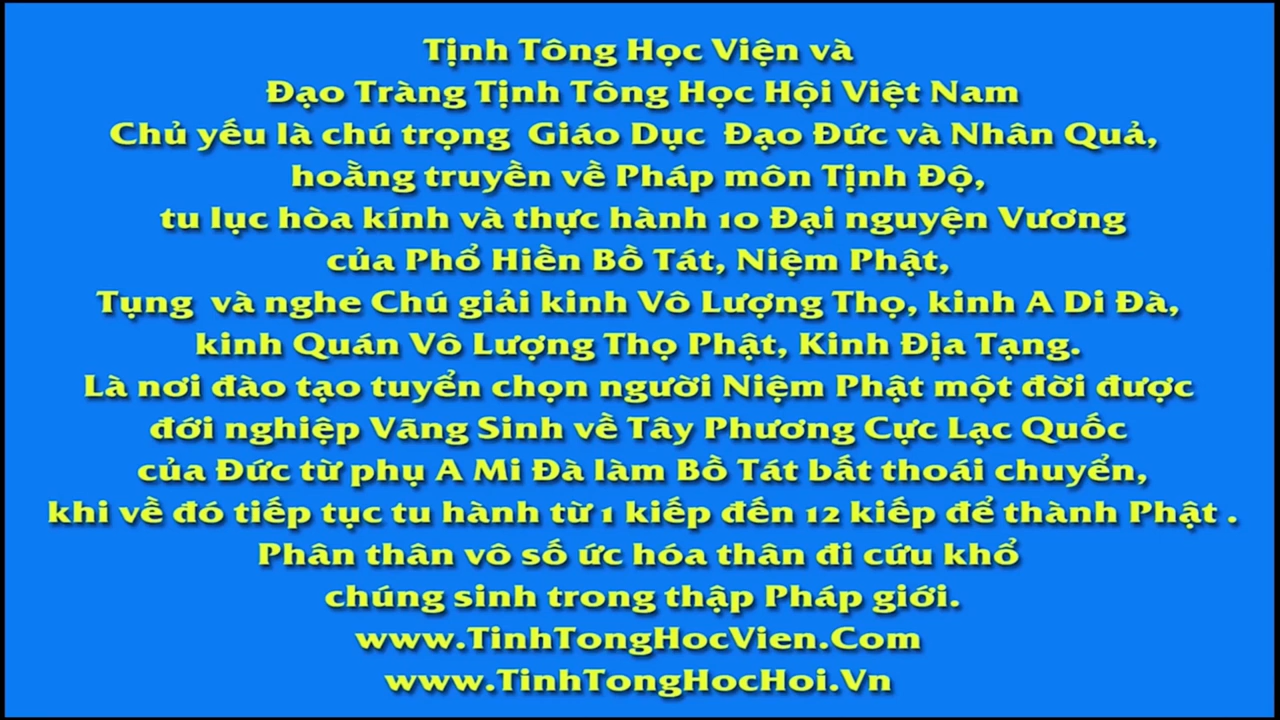 Tịnh Tông Học Viện và
Đạo Tràng Tịnh Tông Học Hội Việt Nam
Chủ yếu là chú trọng Giáo Dục Đạo Đức và Nhân Quả,
hoằng truyền về Pháp môn Tịnh Độ,
tu lục hòa kính và thực hành 10 Đại nguyện Vương
của Phổ Hiền Bồ Tát, Niệm Phật,
Tụng và nghe Chú giải kinh Vô Lượng Thọ, kinh A Di Đà,
kinh Quán Vô Lượng Thọ Phật, Kinh Địa Tạng.
Là nơi đào tạo tuyển chọn người Niệm Phật một đời được
đới nghiệp Vãng Sinh về Tây Phương Cực Lạc Quốc
của Đức từ phụ A Mi Đà làm Bồ Tát bất thoái chuyển,
khi về đó tiếp tục tu hành từ 1 kiếp đến 12 kiếp để thành Phật .
Phân thân vô số ức hóa thân đi cứu khổ
chúng sinh trong thập Pháp giới.
www.TinhTongHocVien.Com
www.TinhTongHocHoi.Vn